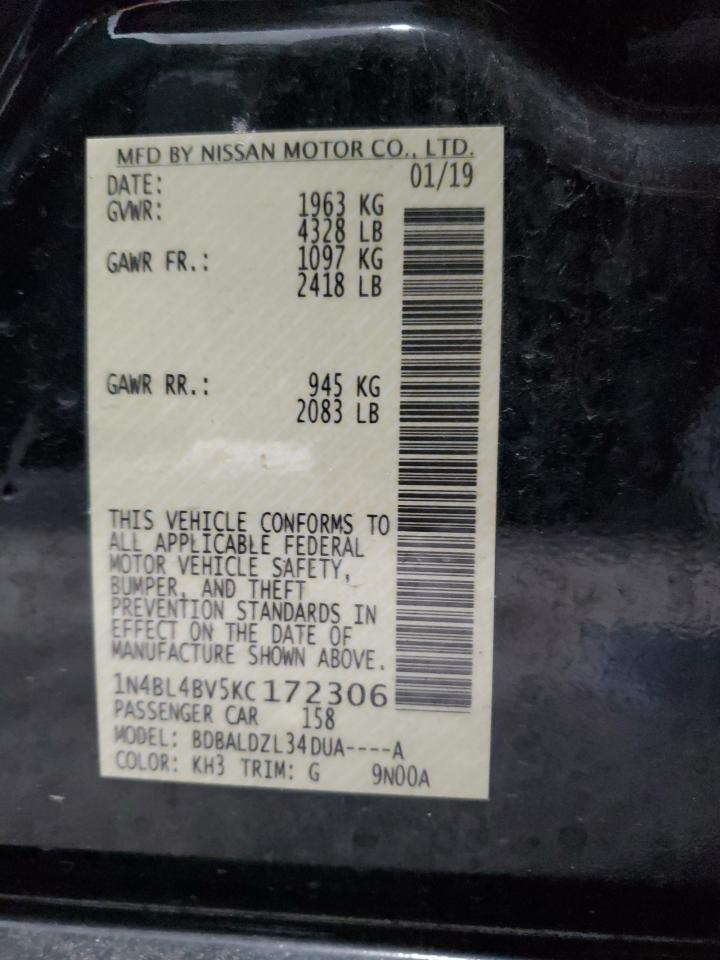 MFD BY NISSAN MOTOR CO., LTD.
DATE: 01/19
GVWR: 1963 KG
4328 LB
GAWR FR.: 1097 KG
2418 LB
GAWR RR.: 945 KG
2083 LB
THIS VEHICLE CONFORMS TO
ALL APPLICABLE FEDERAL
MOTOR VEHICLE SAFETY,
BUMPER, AND THEFT
PREVENTION STANDARDS IN
EFFECT ON THE DATE OF
MANUFACTURE SHOWN ABOVE.
1N4BL4BV5KC172306
PASSENGER CAR 158
MODEL: BDBALDZL34DUA----A
COLOR: KH3 TRIM: G 9N00A